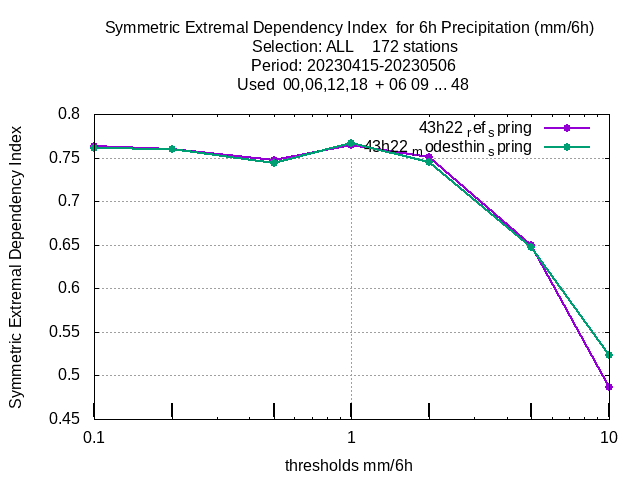 Symmetric Extremal Dependency Index  for 6h Precipitation (mm/6h)
Selection: ALL    172 stations
Period: 20230415-20230506
Used  00,06,12,18  + 06 09 ... 48
0.8
43h22 ref spring
43h22 modesthin spring
0.75
0.7
0.65
0.6
0.55
0.5
0.45
Symmetric Extremal Dependency Index
0.1 1 10
thresholds mm/6h